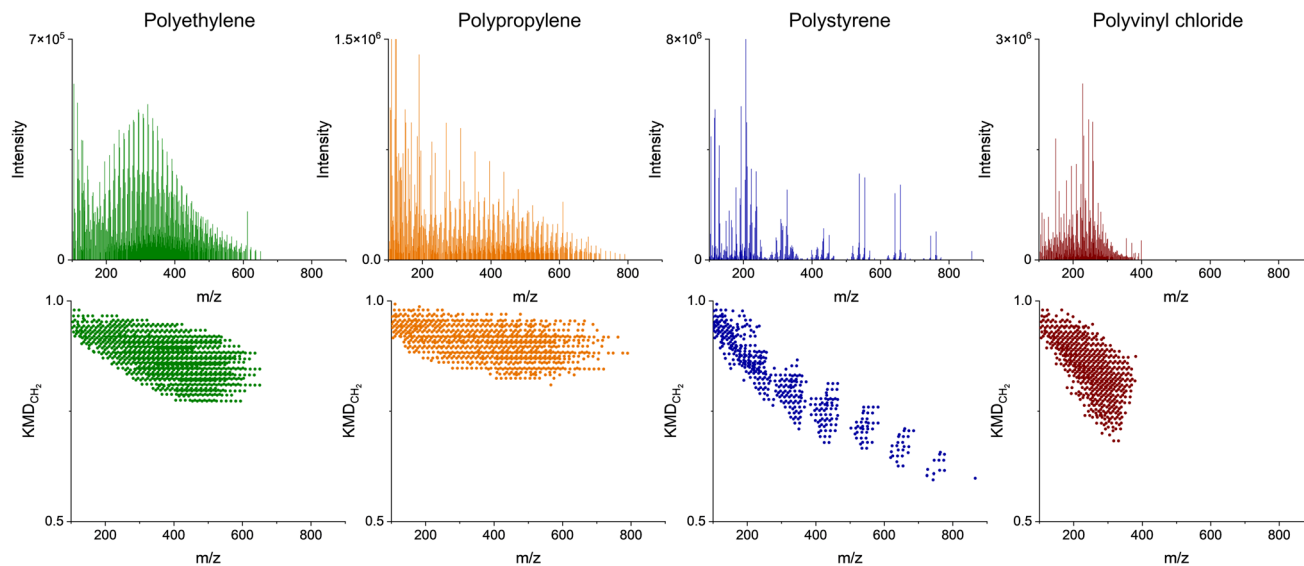 Polyethylene
Polypropylene
Polystyrene
Polyvinyl chloride
7×10⁵
Intensity
0
200
400
600
800
m/z
1.5×10⁶
Intensity
0.0
200
400
600
800
m/z
8×10⁶
Intensity
0
200
400
600
800
m/z
3×10⁶
Intensity
0
200
400
600
800
m/z
1.0
KMD_CH₂
0.5
200
400
600
800
m/z
1.0
KMD_CH₂
0.5
200
400
600
800
m/z
1.0
KMD_CH₂
0.5
200
400
600
800
m/z
1.0
KMD_CH₂
0.5
200
400
600
800
m/z